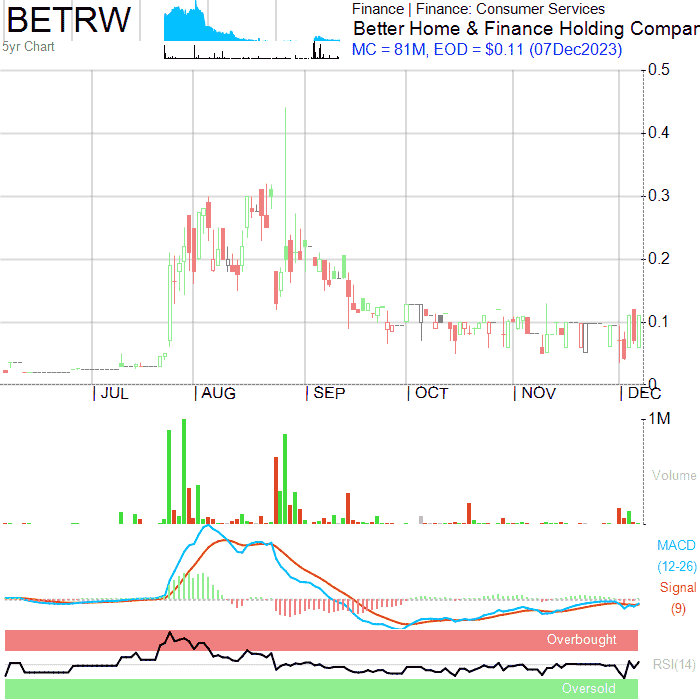 BETRW
Finance | Finance: Consumer Services
Better Home & Finance Holding Compar
5yr Chart
MC = 81M, EOD = $0.11 (07Dec2023)
0.5
0.4
0.3
0.2
0.1
0
JUL AUG SEP OCT NOV DEC
1M
Volume
MACD
(12-26)
Signal
(9)
Overbought
RSI(14)
Oversold